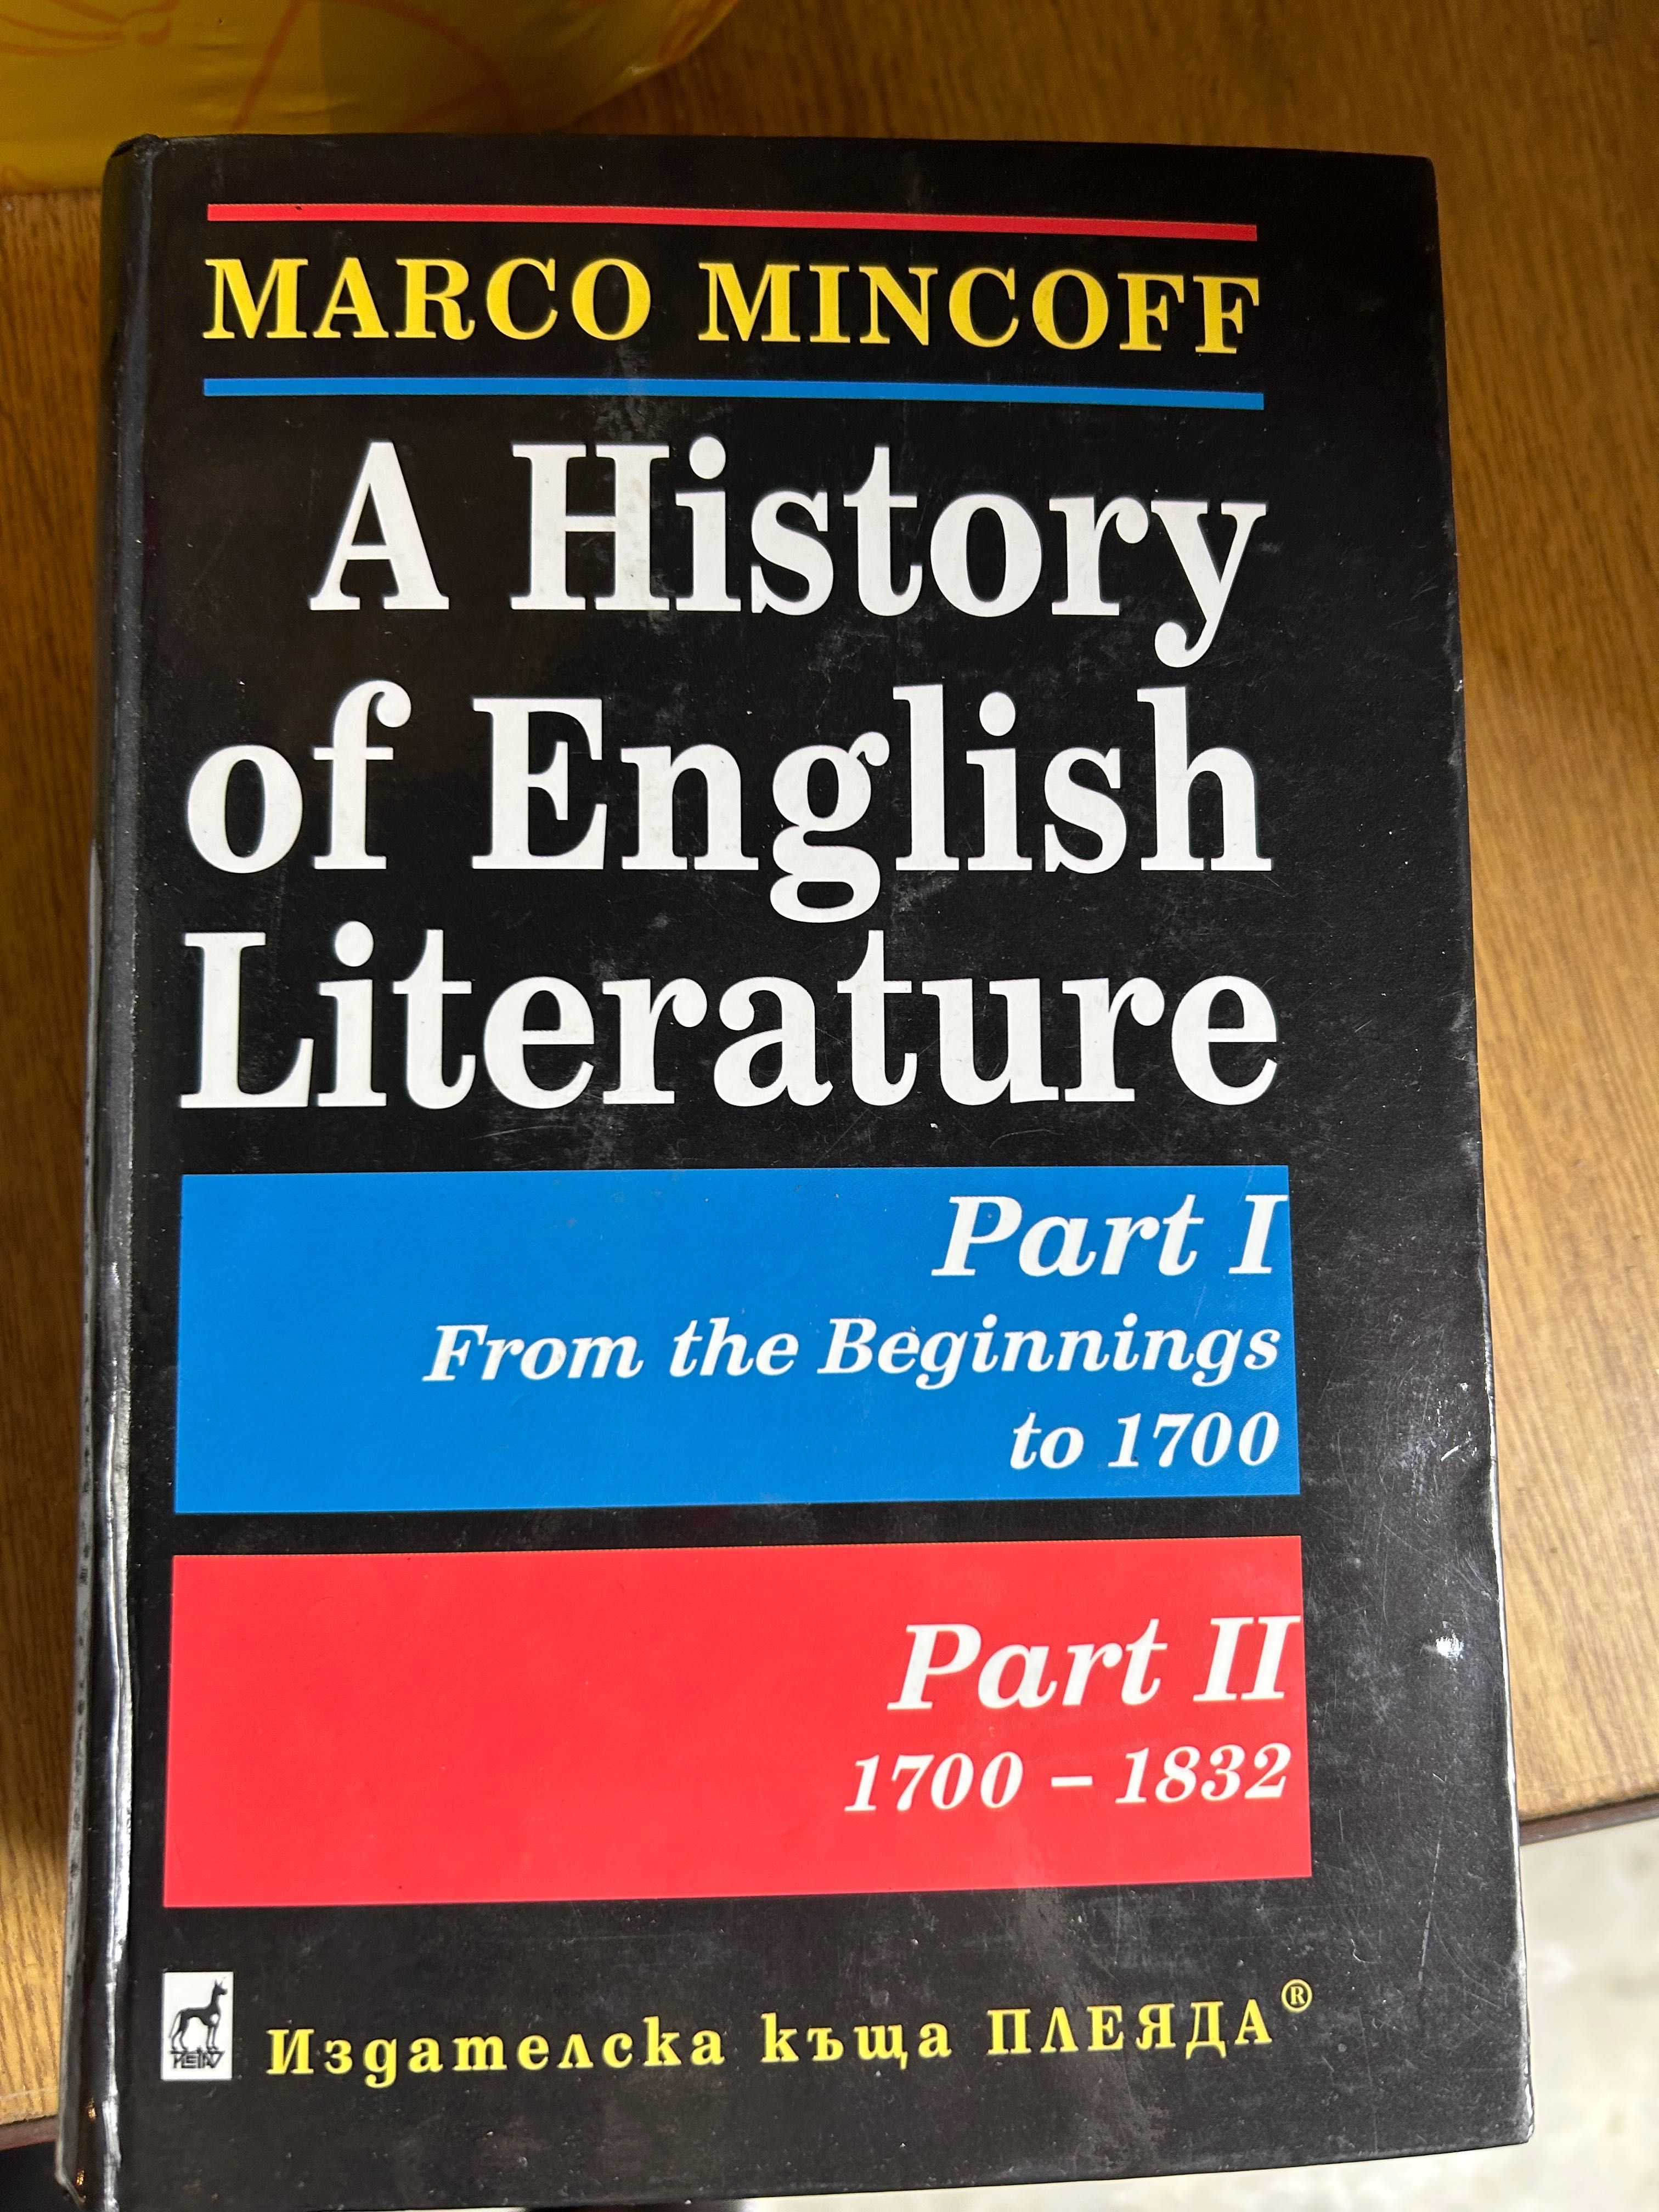 MARCO MINCOFF
A History
of English
Literature
Part I
From the Beginnings
to 1700
Part II
1700 – 1832
Издателска къща ПЛЕЯДА®